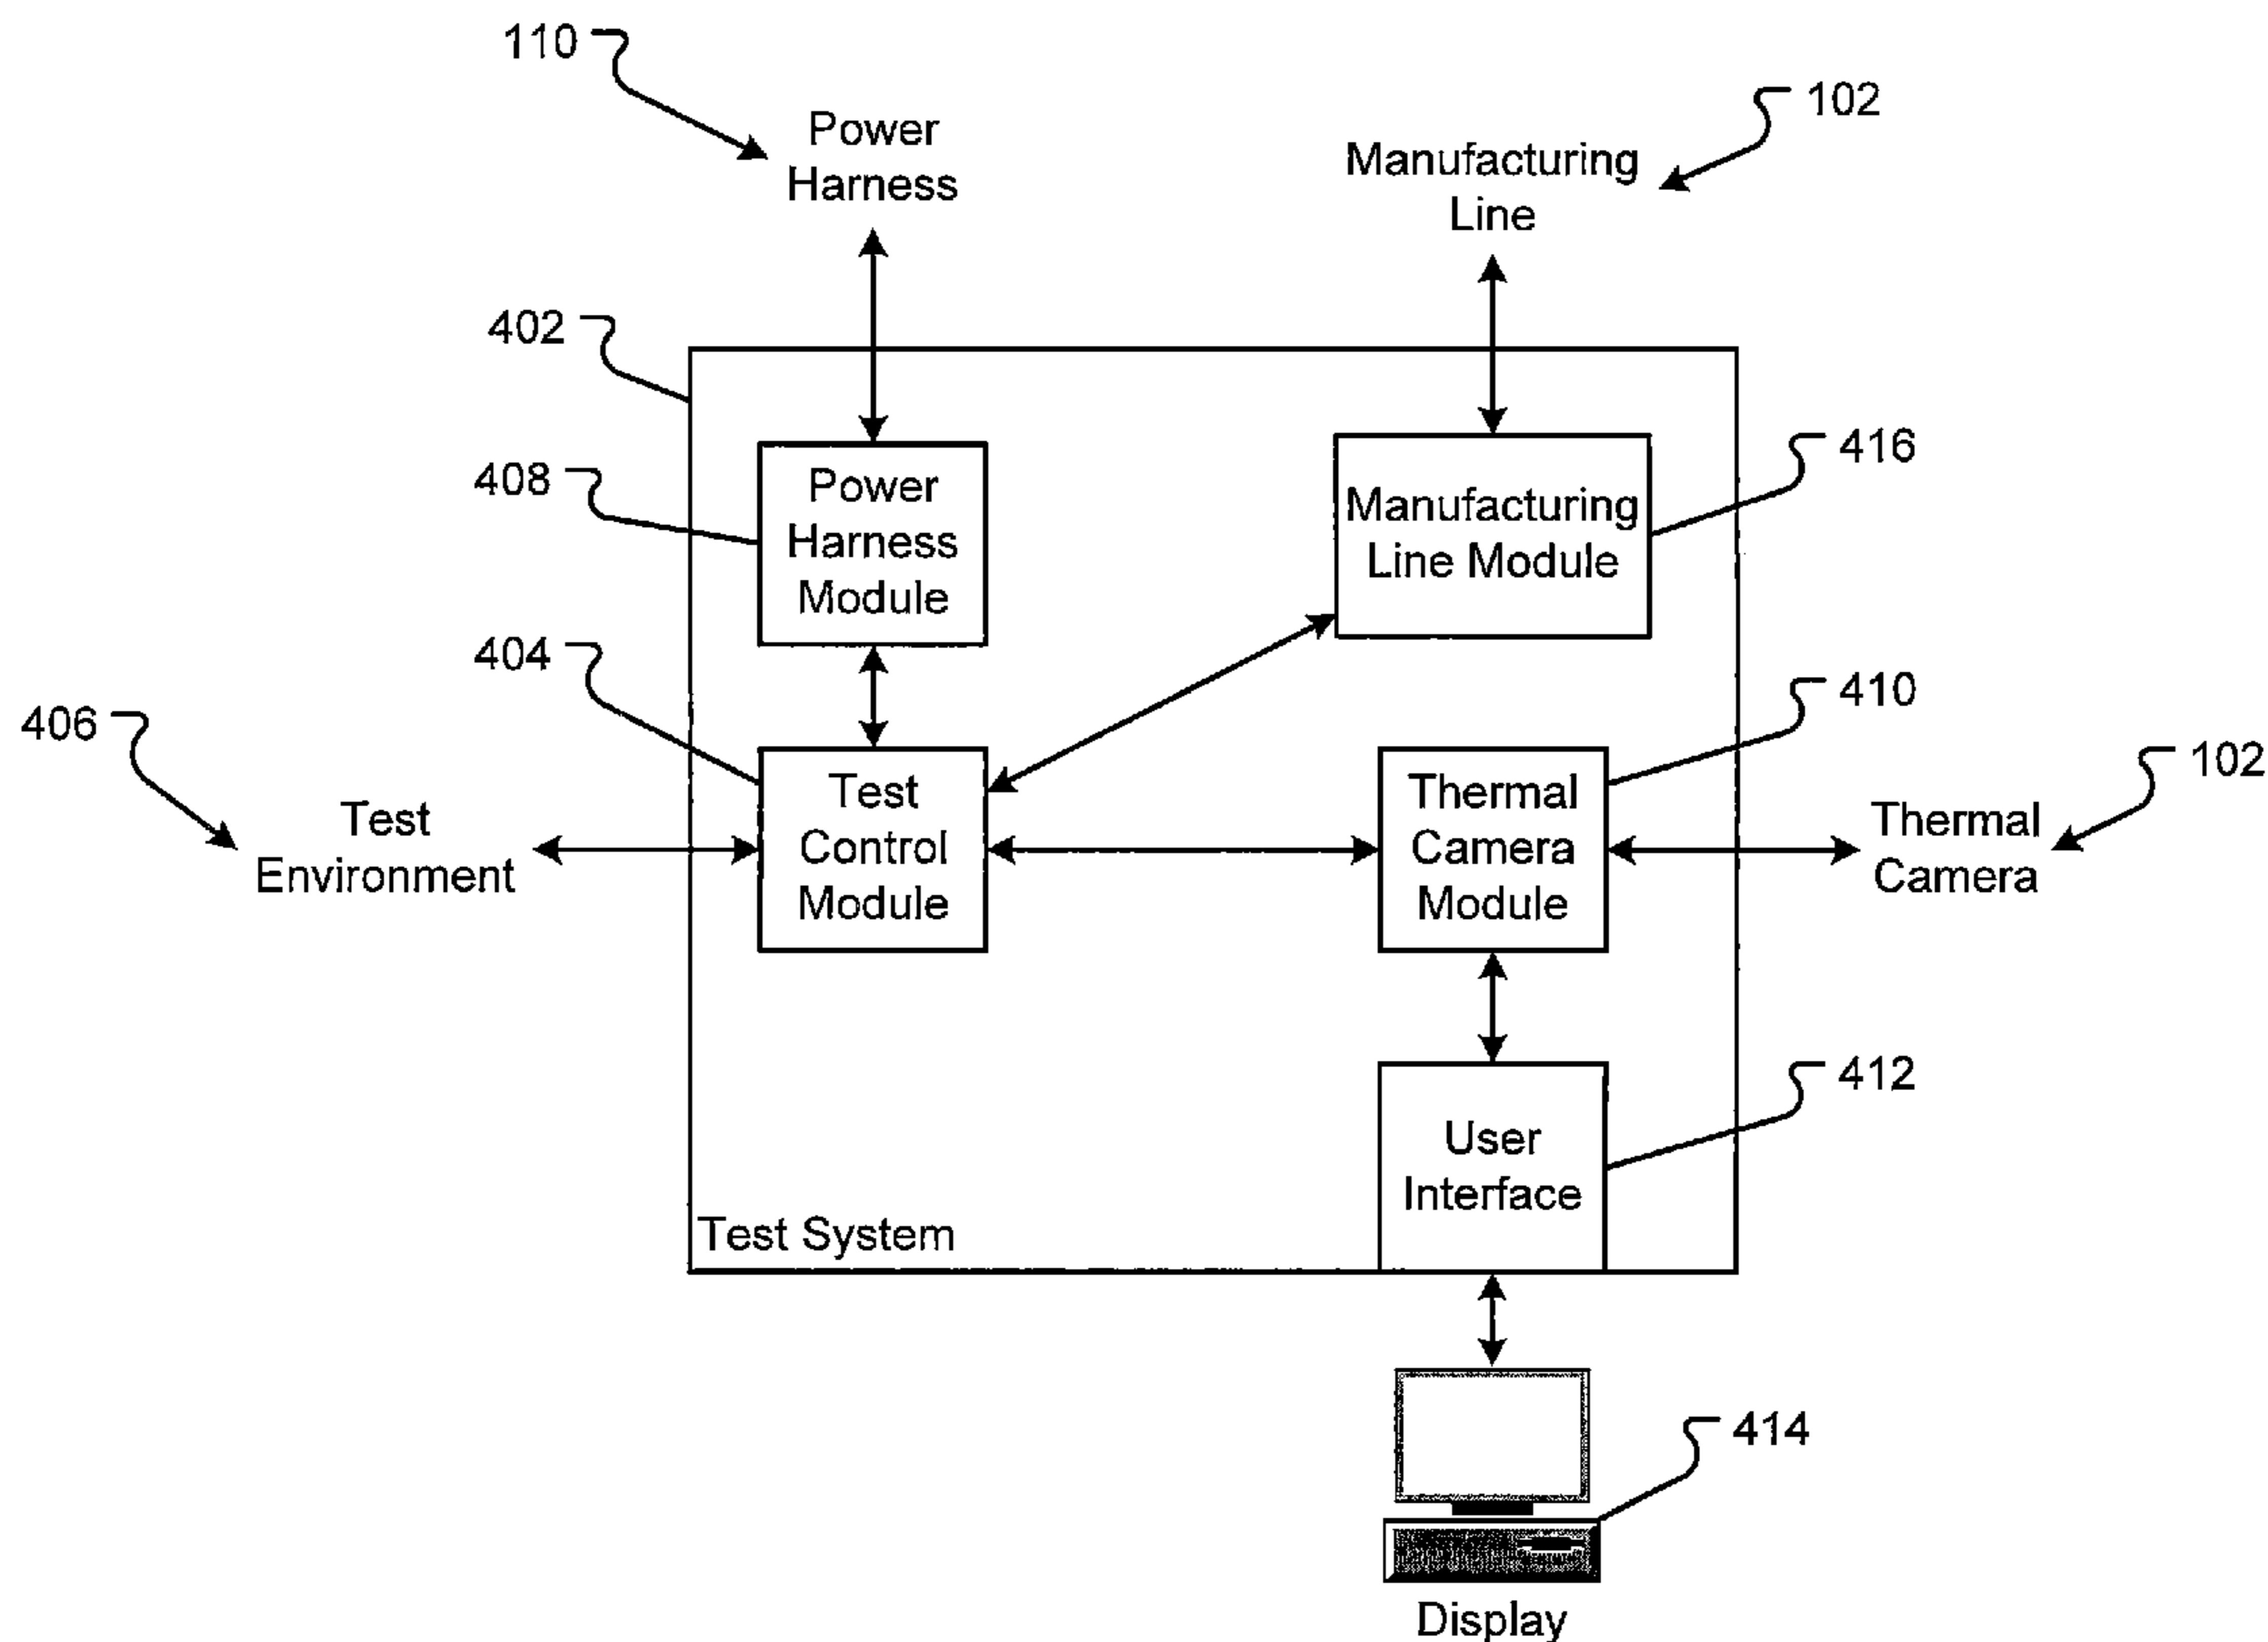 110
Power
Harness
102
Manufacturing
Line
402
408
Power
Harness
Module
416
Manufacturing
Line Module
404
410
406
102
Test
Environment
Test
Control
Module
Thermal
Camera
Module
Thermal
Camera
412
User
Interface
Test System
414
Display